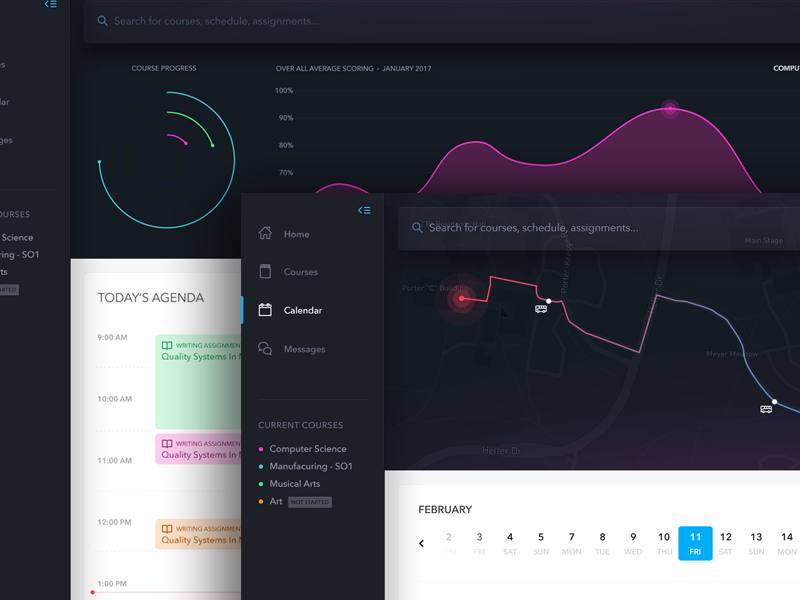 Search for courses, schedule, assignments...
COURSE PROGRESS
OVER ALL AVERAGE SCORING - JANUARY 2017
COMPU
100%
90%
80%
70%
s
dar
ges
OURSES
Science
ring - SO1
rts
ARTED
TODAY'S AGENDA
9:00 AM
WRITING ASSIGNMEN
Quality Systems In M
10:00 AM
WRITING ASSIGNMEN
Quality Systems In M
11:00 AM
12:00 PM
WRITING ASSIGNMEN
Quality Systems In M
1:00 PM
Home
Courses
Calendar
Messages
CURRENT COURSES
Computer Science
Manufacuring - SO1
Musical Arts
Art NOT STARTED
Search for courses, schedule, assignments...
Main Stage
Porter "C" Building
Meyer Meadow
Heller Dr
FEBRUARY
2 3 4 5 6 7 8 9 10 11 12 13 14
THU FRI SAT SUN MON TUE WED THU FRI SAT SUN MON